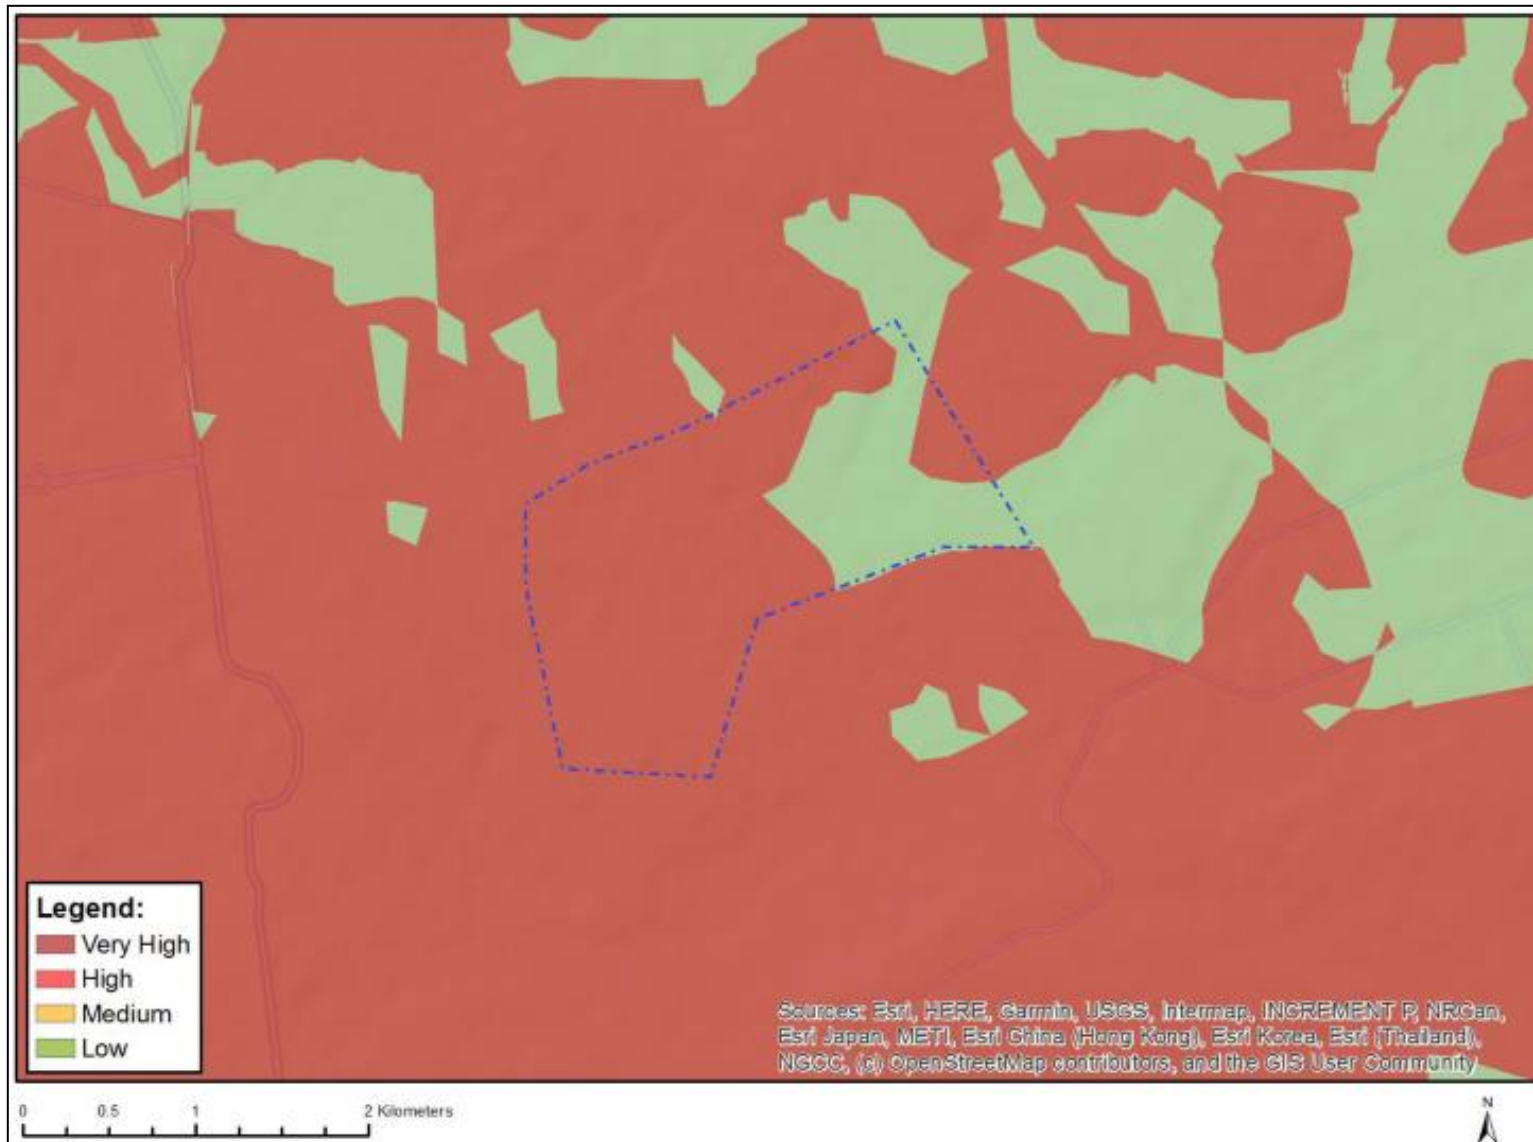 Legend:
Very High
High
Medium
Low
Sources: Esri, HERE, Garmin, USGS, Intermap, INCREMENT P, NRCan,
Esri Japan, METI, Esri China (Hong Kong), Esri Korea, Esri (Thailand),
NGCC, (c) OpenStreetMap contributors, and the GIS User Community
0 0.5 1 2 Kilometers
N